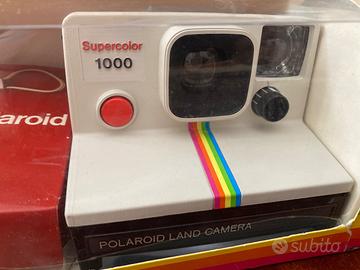 Supercolor
1000
aroid
POLAROID LAND CAMERA
subito